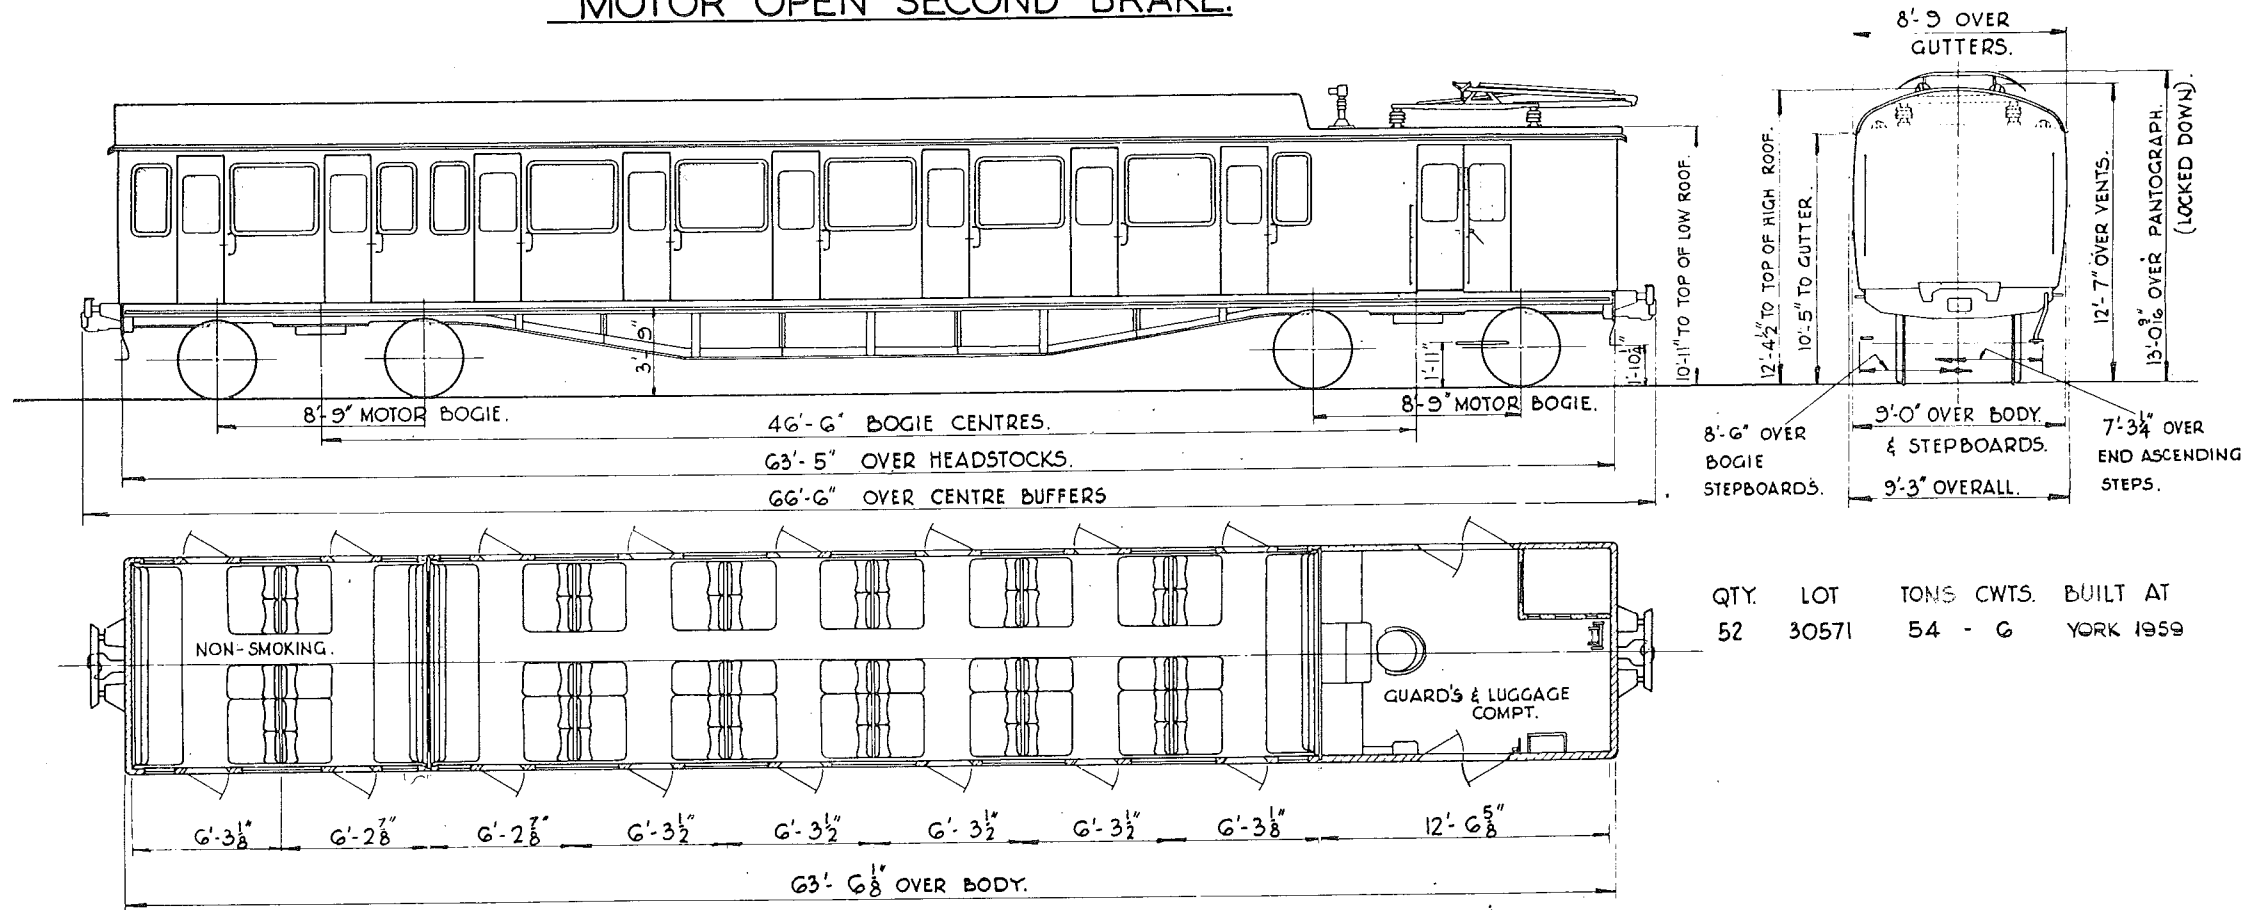 MOTOR OPEN SECOND BRAKE.
8'-9 OVER
GUTTERS.
10'-11" TO TOP OF LOW ROOF.
12'-4½" TO TOP OF HIGH ROOF.
10'-5" TO GUTTER.
12'-7" OVER VENTS.
13'-0 9/16" OVER PANTOGRAPH.
(LOCKED DOWN).
3'-9"
1'-11"
1'-10¼"
8'-9" MOTOR BOGIE.
8'-9" MOTOR BOGIE.
46'-6" BOGIE CENTRES.
63'-5" OVER HEADSTOCKS.
66'-6" OVER CENTRE BUFFERS
8'-6" OVER
BOGIE
STEPBOARDS.
9'-0" OVER BODY.
& STEPBOARDS.
9'-3" OVERALL.
7'-3¼" OVER
END ASCENDING
STEPS.
NON-SMOKING.
GUARD'S & LUGGAGE
COMPT.
QTY. LOT TONS CWTS. BUILT AT
52 30571 54 - 6 YORK 1959
6'-3⅛" 6'-2⅞" 6'-2⅞" 6'-3½" 6'-3½" 6'-3½" 6'-3½" 6'-3⅛" 12'-6⅝"
63'-6⅛" OVER BODY.